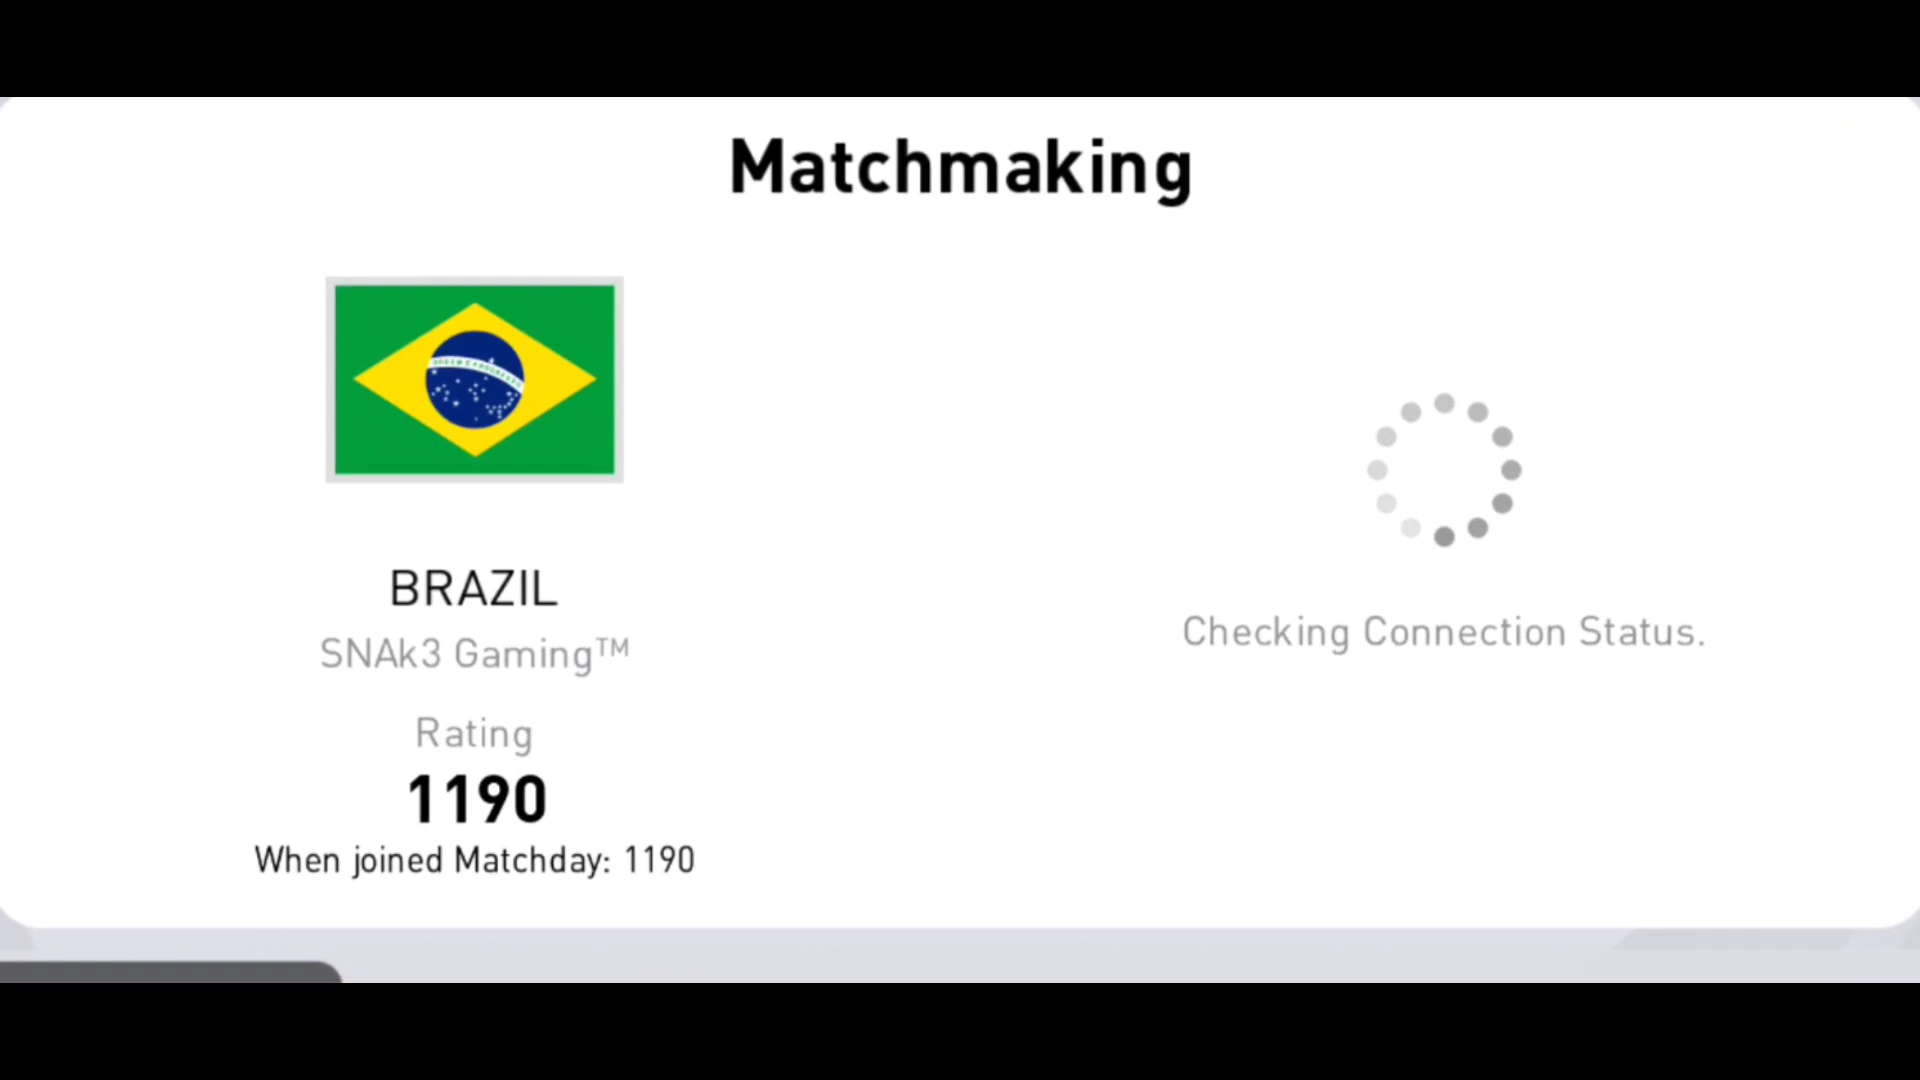 Matchmaking
BRAZIL
SNAk3 Gaming™
Rating
1190
When joined Matchday: 1190
Checking Connection Status.